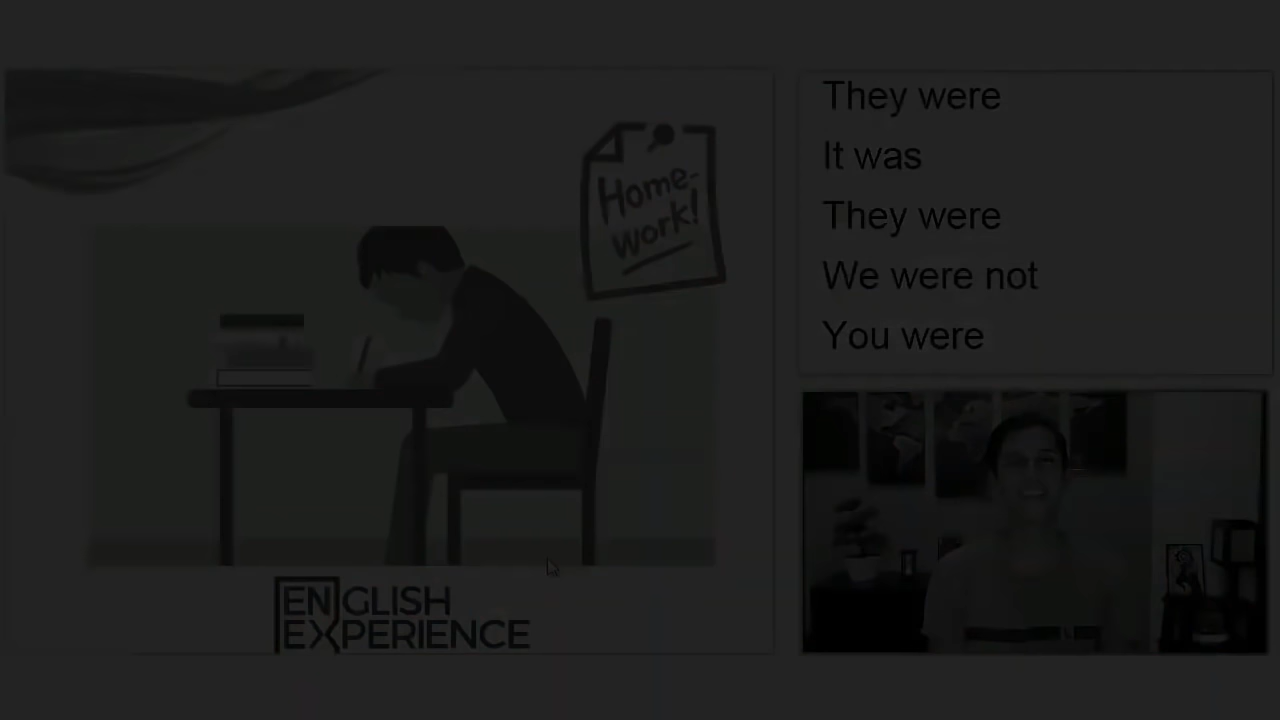 Home-
work!
ENGLISH
EXPERIENCE
They were
It was
They were
We were not
You were